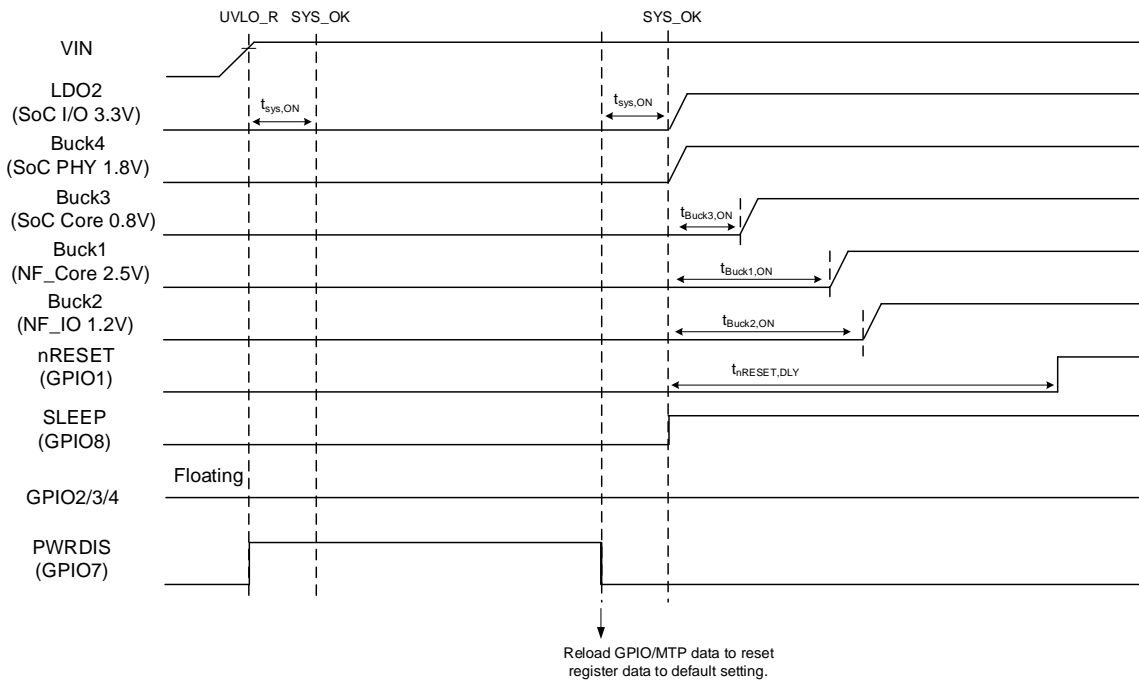 UVLO_R SYS_OK SYS_OK
VIN
LDO2
(SoC I/O 3.3V)
tsys,ON tsys,ON
Buck4
(SoC PHY 1.8V)
Buck3
(SoC Core 0.8V)
tBuck3,ON
Buck1
(NF_Core 2.5V)
tBuck1,ON
Buck2
(NF_IO 1.2V)
tBuck2,ON
nRESET
(GPIO1)
tnRESET,DLY
SLEEP
(GPIO8)
Floating
GPIO2/3/4
PWRDIS
(GPIO7)
Reload GPIO/MTP data to reset
register data to default setting.